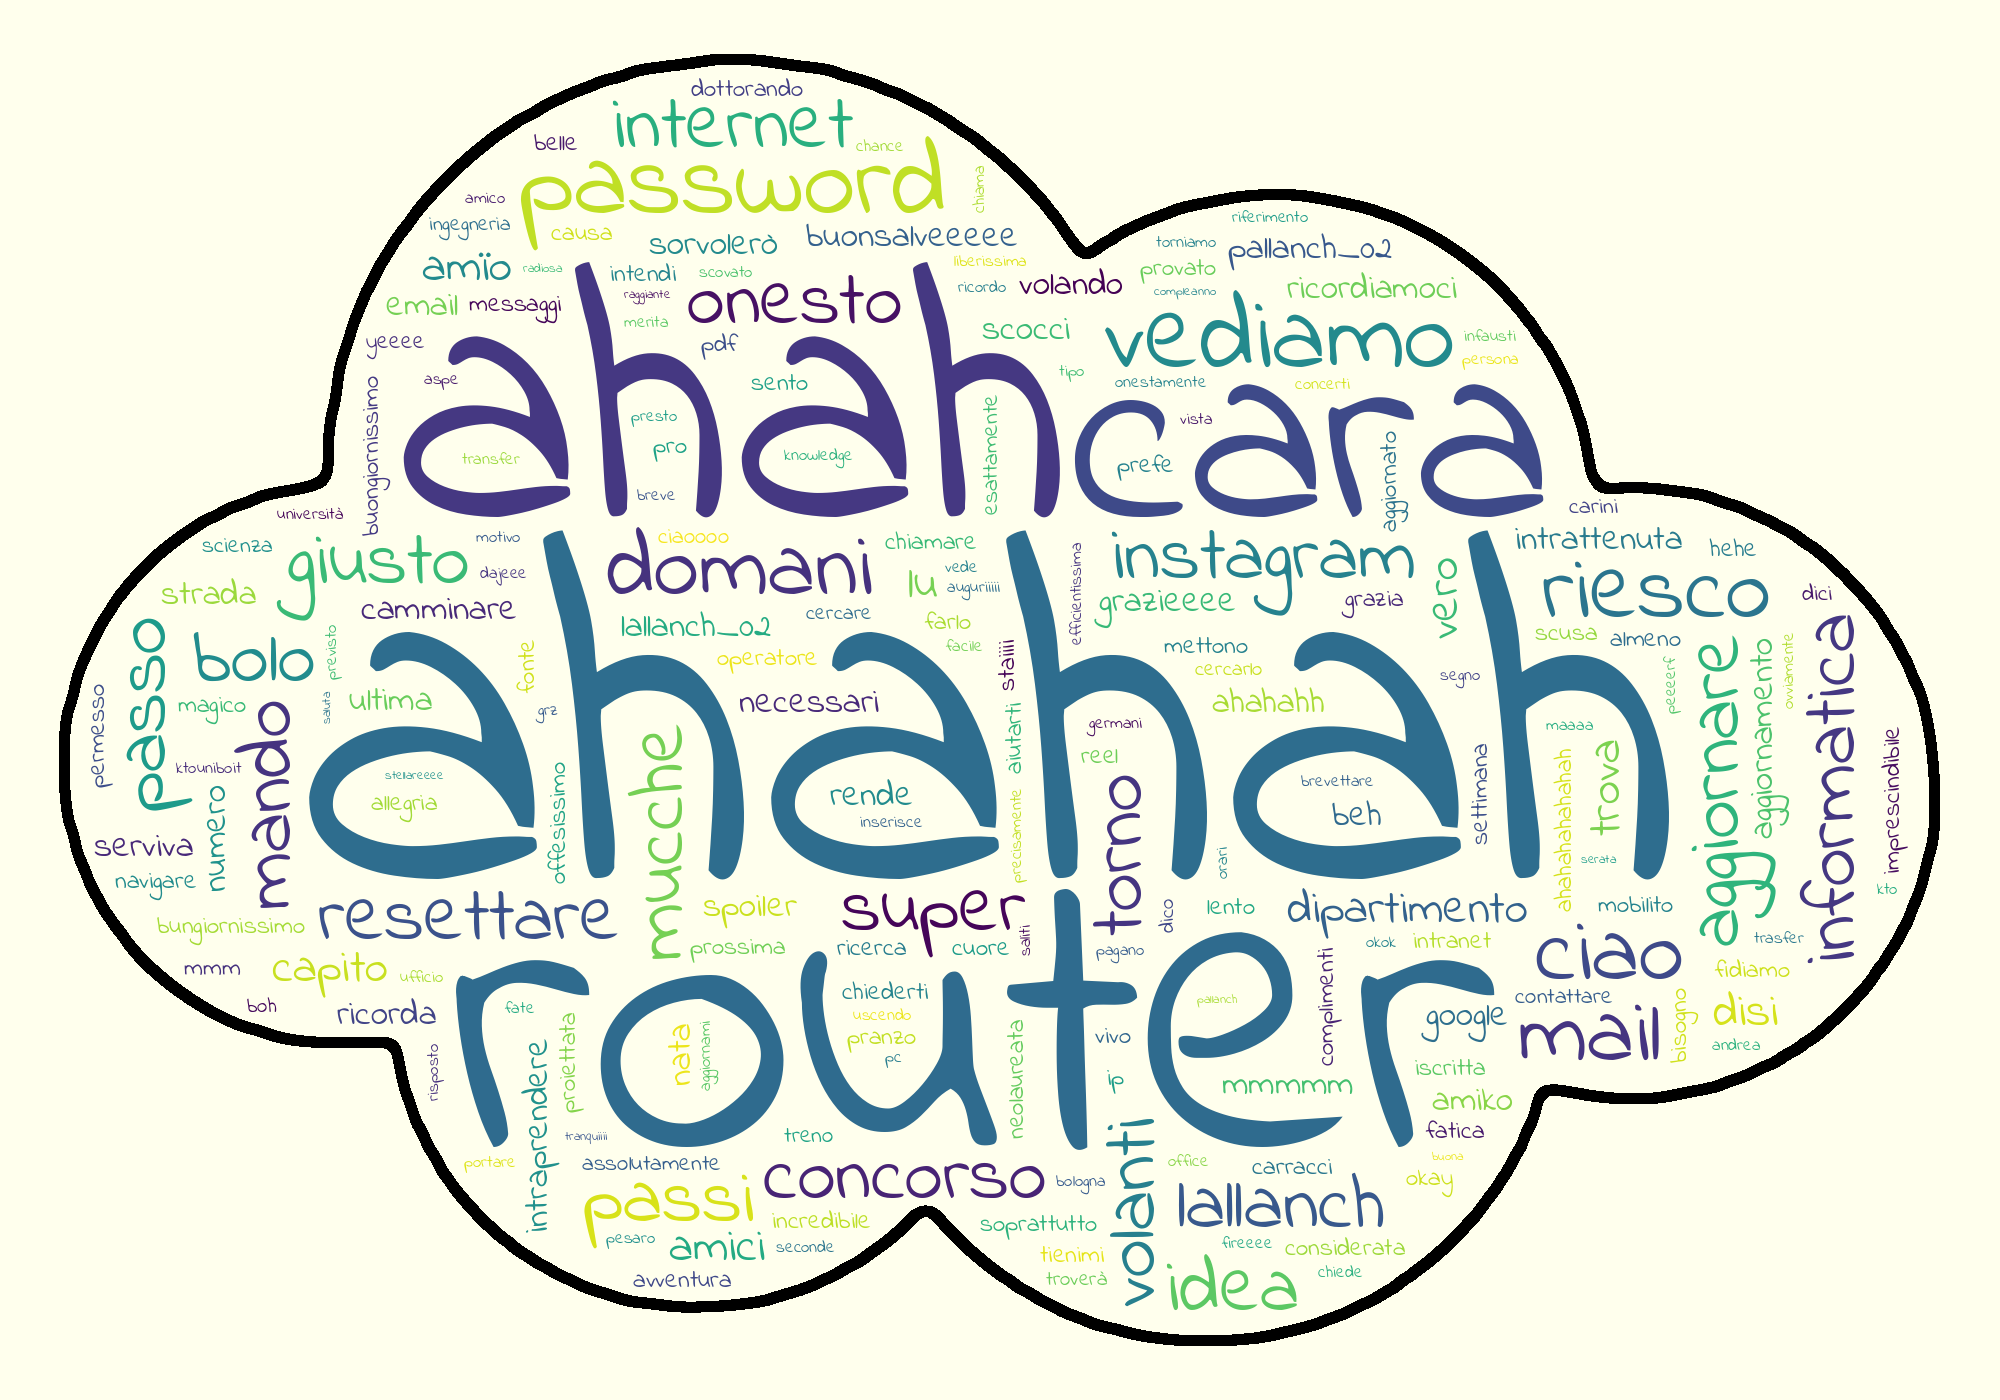 dottorando
internet
belle
chance
password
chiama
amico
ingegneria
causa
sorvolerò
buonsalveeeee
riferimento
torniamo
pallanch_02
amïo
radiosa
intendi
scovato
liberissima
provato
email
messaggi
raggiante
onesto
ricordo
volando
compleanno
ricordiamoci
merita
pdf
scocci
vediamo
infausti
persona
yeeee
aspe
ahah
sento
tipo
onestamente
concerti
buongiornissimo
presto
pro
esattamente
cara
vista
prefe
aggiornato
transfer
knowledge
breve
università
carini
scienza
giusto
motivo
dajeee
domani
ciaoooo
chiamare
vede
lu
auguriiiii
efficientissima
instagram
vero
intrattenuta
hehe
strada
camminare
riesco
dici
grazieeee
grazia
lallanch_02
cercare
farlo
facile
passo
bolo
previsto
fonte
operatore
staiiii
mettono
cercarlo
scusa
almeno
segno
peeeerf
aggiornare
aggiornamento
ovviamente
informatica
permesso
magico
saluta
ultima
grz
ahahah
necessari
ahahahh
germani
maaaa
mando
mucche
aiutarti
reel
settimana
trova
imprescindibile
ktouniboit
stellareeee
allegria
offesissimo
rende
inserisce
precisamente
torno
brevettare
beh
ahahahahahah
serata
numero
serviva
navigare
orari
kto
bungiornissimo
resettare
spoiler
super
saliti
dico
lento
dipartimento
mobilito
prossima
ricerca
cuore
pagano
okok
intranet
ciao
trasfer
mmm
capito
ufficio
fidiamo
boh
ricorda
router
fate
chiederti
uscendo
pallanch
complimenti
google
contattare
bisogno
disi
mail
proiettata
nata
aggiornami
pranzo
pc
neolaureata
vivo
andrea
risposto
intraprendere
ip
mmmmm
iscritta
amiko
tranquiiii
treno
volanti
fatica
portare
assolutamente
concorso
bologna
office
carracci
buona
okay
passi
lallanch
incredibile
soprattutto
pesaro
amici
seconde
fireeee
considerata
tienimi
avventura
troverà
idea
chiede